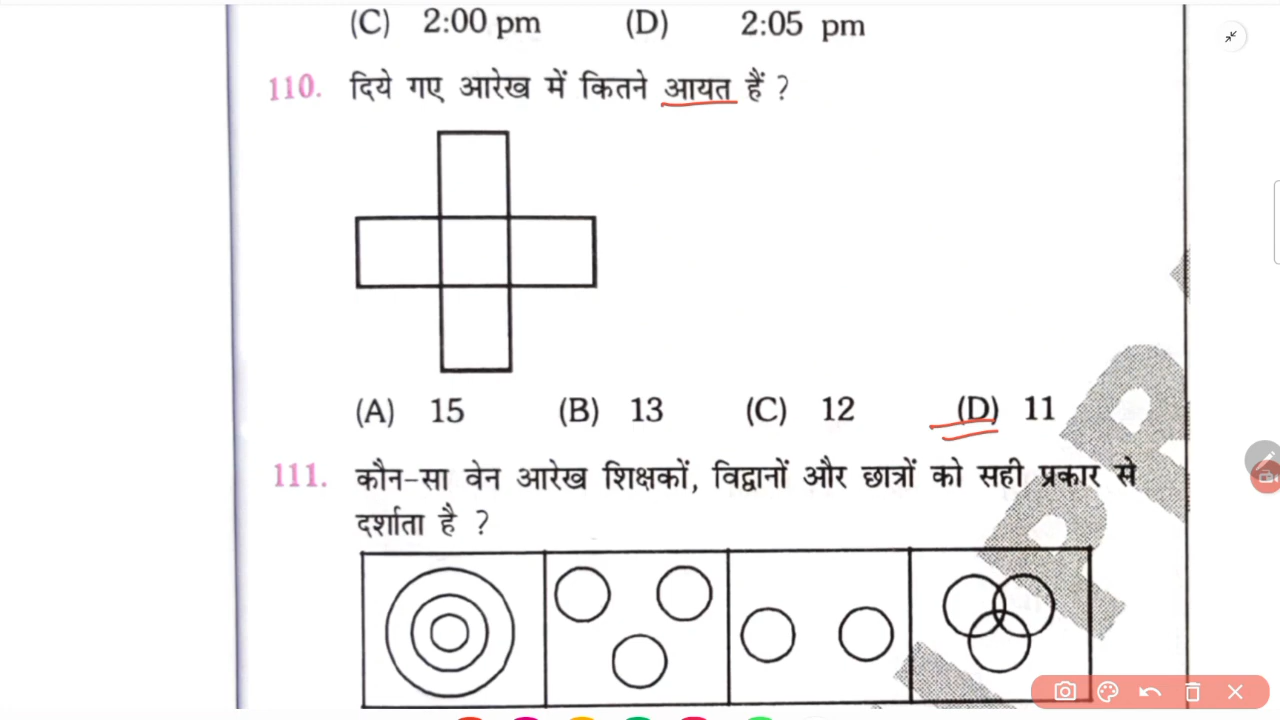 (C) 2:00 pm (D) 2:05 pm
110. दिये गए आरेख में कितने आयत हैं ?
(A) 15 (B) 13 (C) 12 (D) 11
111. कौन-सा वेन आरेख शिक्षकों, विद्वानों और छात्रों को सही प्रकार से
दर्शाता है ?